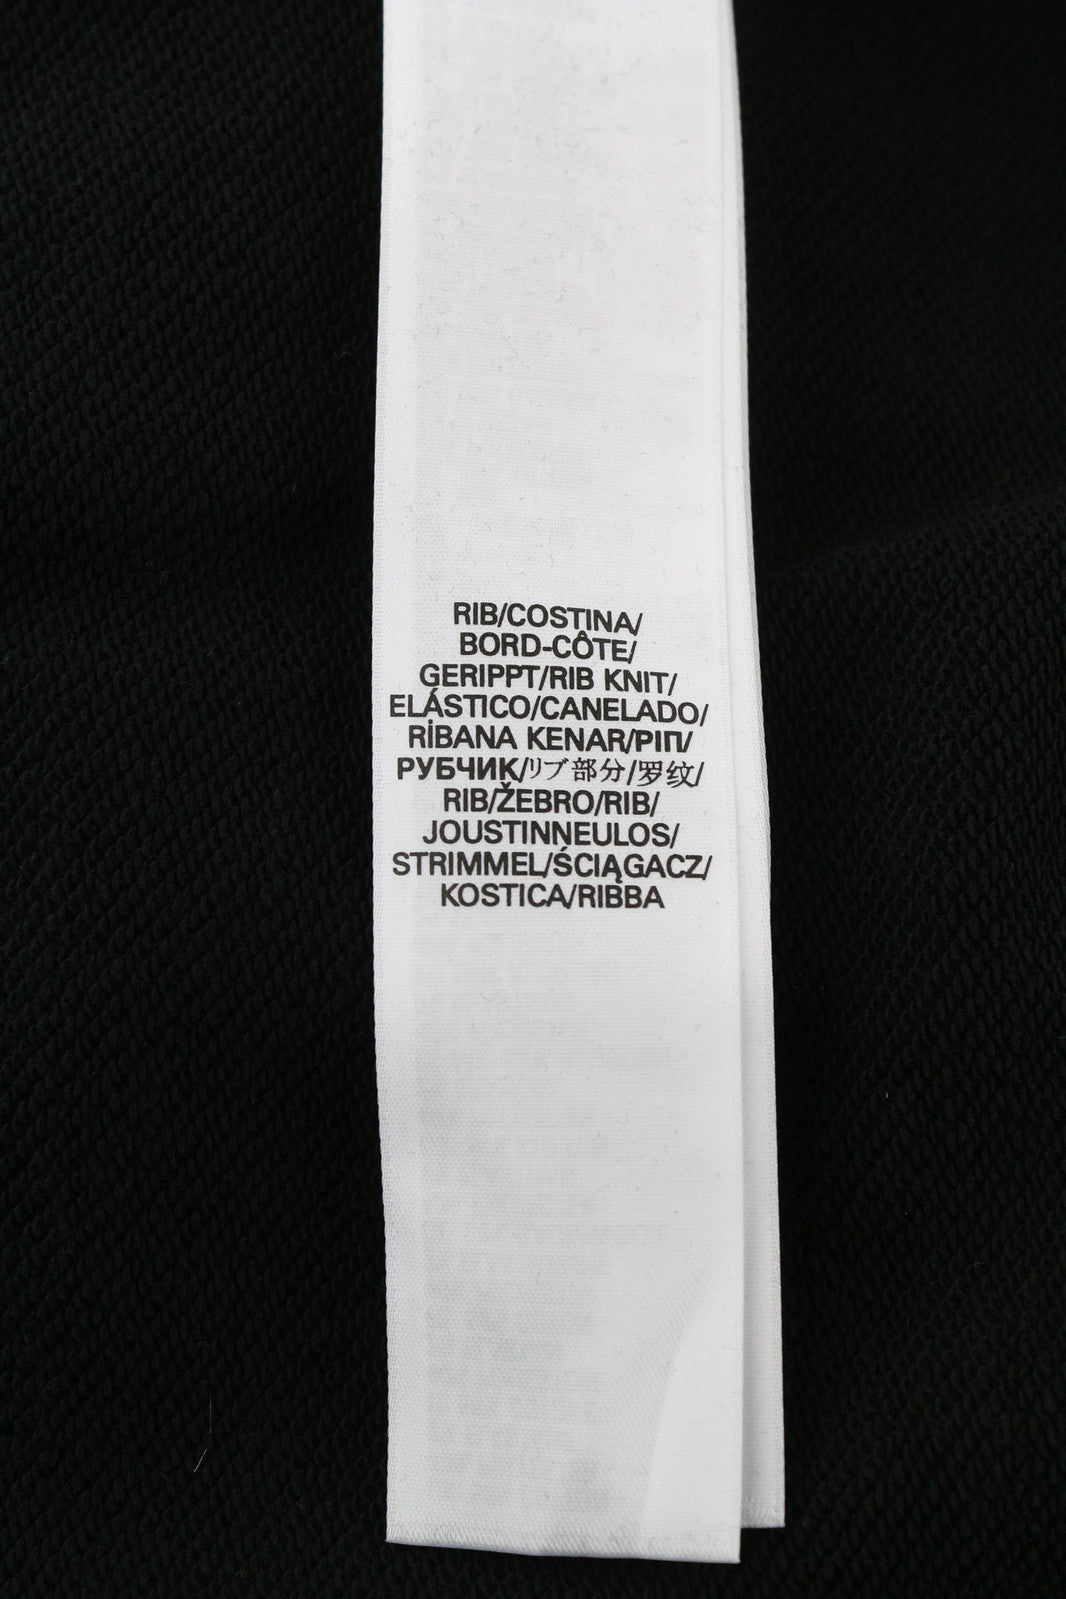 RIB/COSTINA/
BORD-CÔTE/
GERIPPT/RIB KNIT/
ELÁSTICO/CANELADO/
RİBANA KENAR/РІП/
РУБЧИК/リブ部分/罗纹/
RIB/ŽEBRO/RIB/
JOUSTINNEULOS/
STRIMMEL/ŚCIĄGACZ/
KOSTICA/RIBBA